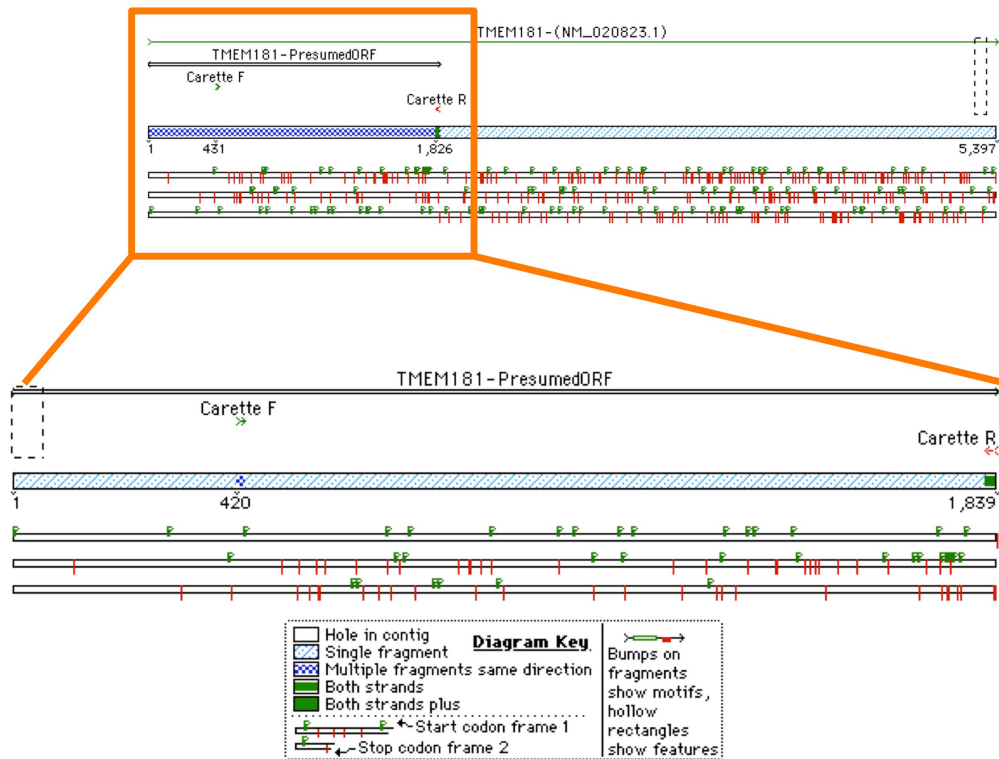 TMEM181-(NM_020823.1)
TMEM181-PresumedORF
Carette F
Carette R
1 431 1,826 5,397
TMEM181-PresumedORF
Carette F
Carette R
1 420 1,839
Diagram Key
Hole in contig
Single fragment
Multiple fragments same direction
Both strands
Both strands plus
Start codon frame 1
Stop codon frame 2
Bumps on
fragments
show motifs,
hollow
rectangles
show features